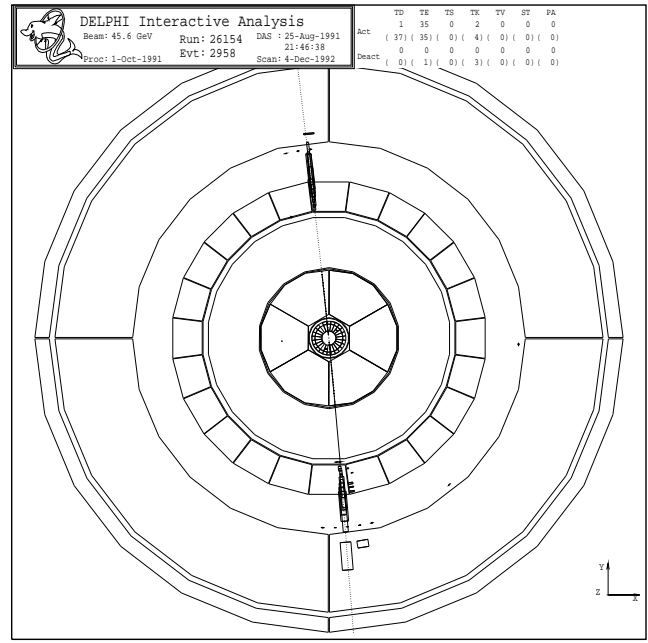 DELPHI Interactive Analysis
Beam: 45.6 GeV Run: 26154 DAS : 25-Aug-1991
21:46:38
Proc: 1-Oct-1991 Evt: 2958 Scan: 4-Dec-1992
TD TE TS TK TV ST PA
Act 1 35 0 2 0 0 0
( 37) ( 35) ( 0) ( 4) ( 0) ( 0) ( 0)
Deact 0 0 0 0 0 0 0
( 0) ( 1) ( 0) ( 3) ( 0) ( 0) ( 0)
Y
Z X